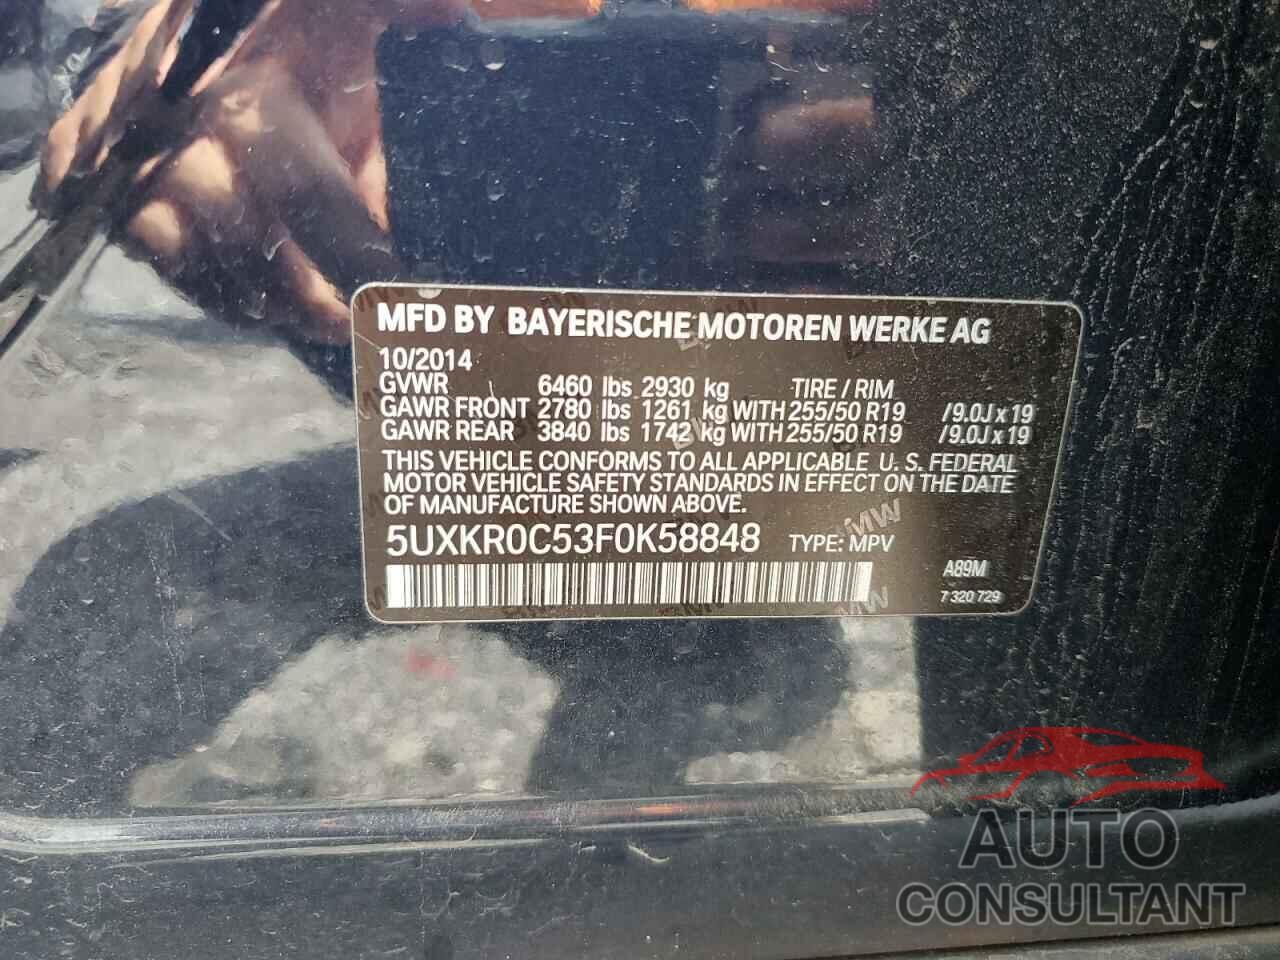 MFD BY BAYERISCHE MOTOREN WERKE AG
10/2014
GVWR 6460 lbs 2930 kg TIRE / RIM
GAWR FRONT 2780 lbs 1261 kg WITH 255/50 R19 /9.0J x 19
GAWR REAR 3840 lbs 1742 kg WITH 255/50 R19 /9.0J x 19
THIS VEHICLE CONFORMS TO ALL APPLICABLE U. S. FEDERAL
MOTOR VEHICLE SAFETY STANDARDS IN EFFECT ON THE DATE
OF MANUFACTURE SHOWN ABOVE.
5UXKR0C53F0K58848 TYPE: MPV
A89M
7 320 729
AUTO
CONSULTANT